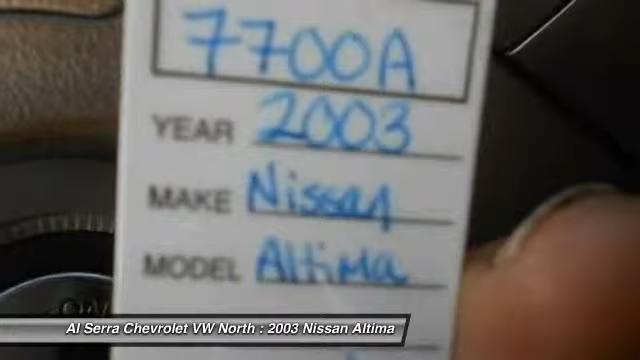 7700A
YEAR 2003
MAKE Nissan
MODEL Altima
Al Serra Chevrolet VW North : 2003 Nissan Altima